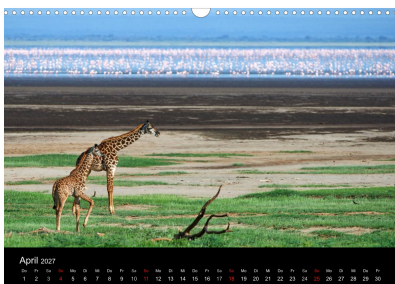 April 2027
Do Fr Sa So Mo Di Mi Do Fr Sa So Mo Di Mi Do Fr Sa So Mo Di Mi Do Fr Sa So Mo Di Mi Do Fr
1 2 3 4 5 6 7 8 9 10 11 12 13 14 15 16 17 18 19 20 21 22 23 24 25 26 27 28 29 30